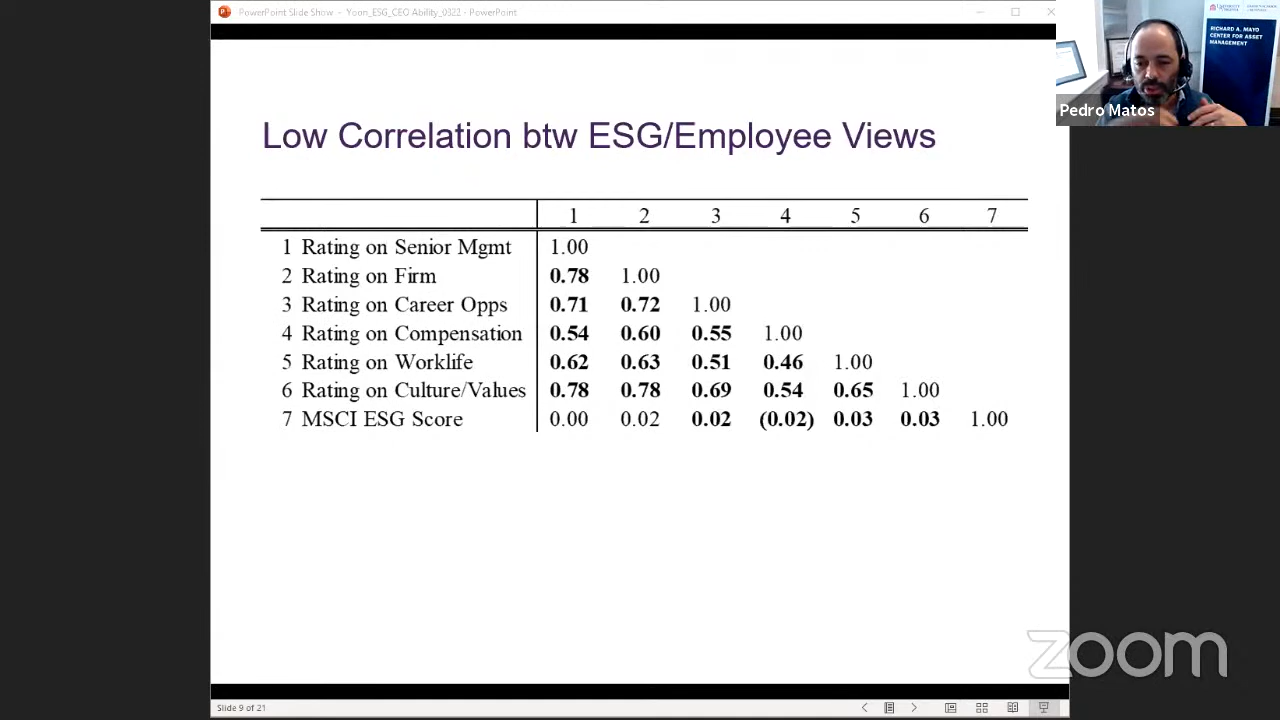 PowerPoint Slide Show - Yoon_ESG_CEO Ability_0322 - PowerPoint
RICHARD A. MAYO
CENTER FOR ASSET
MANAGEMENT
Pedro Matos
Low Correlation btw ESG/Employee Views
1 2 3 4 5 6 7
1 Rating on Senior Mgmt 1.00
2 Rating on Firm 0.78 1.00
3 Rating on Career Opps 0.71 0.72 1.00
4 Rating on Compensation 0.54 0.60 0.55 1.00
5 Rating on Worklife 0.62 0.63 0.51 0.46 1.00
6 Rating on Culture/Values 0.78 0.78 0.69 0.54 0.65 1.00
7 MSCI ESG Score 0.00 0.02 0.02 (0.02) 0.03 0.03 1.00
zoom
Slide 9 of 21